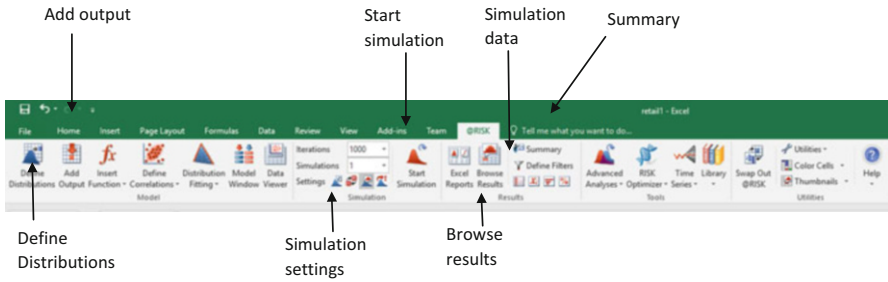 Add output
Start simulation
Simulation data
Summary
retail1 - Excel
File Home Insert Page Layout Formulas Data Review View Add-ins Team @RISK Tell me what you want to do...
Define Distributions
Add Output
Insert Function
Define Correlations
Distribution Fitting
Model Window
Data Viewer
Model
Iterations 1000
Simulations 1
Settings
Start Simulation
Simulation
Excel Reports
Browse Results
Summary
Define Filters
Results
Advanced Analyses
RISK Optimizer
Time Series
Library
Tools
Swap Out @RISK
Utilities
Color Cells
Thumbnails
Utilities
Help
Define Distributions
Simulation settings
Browse results